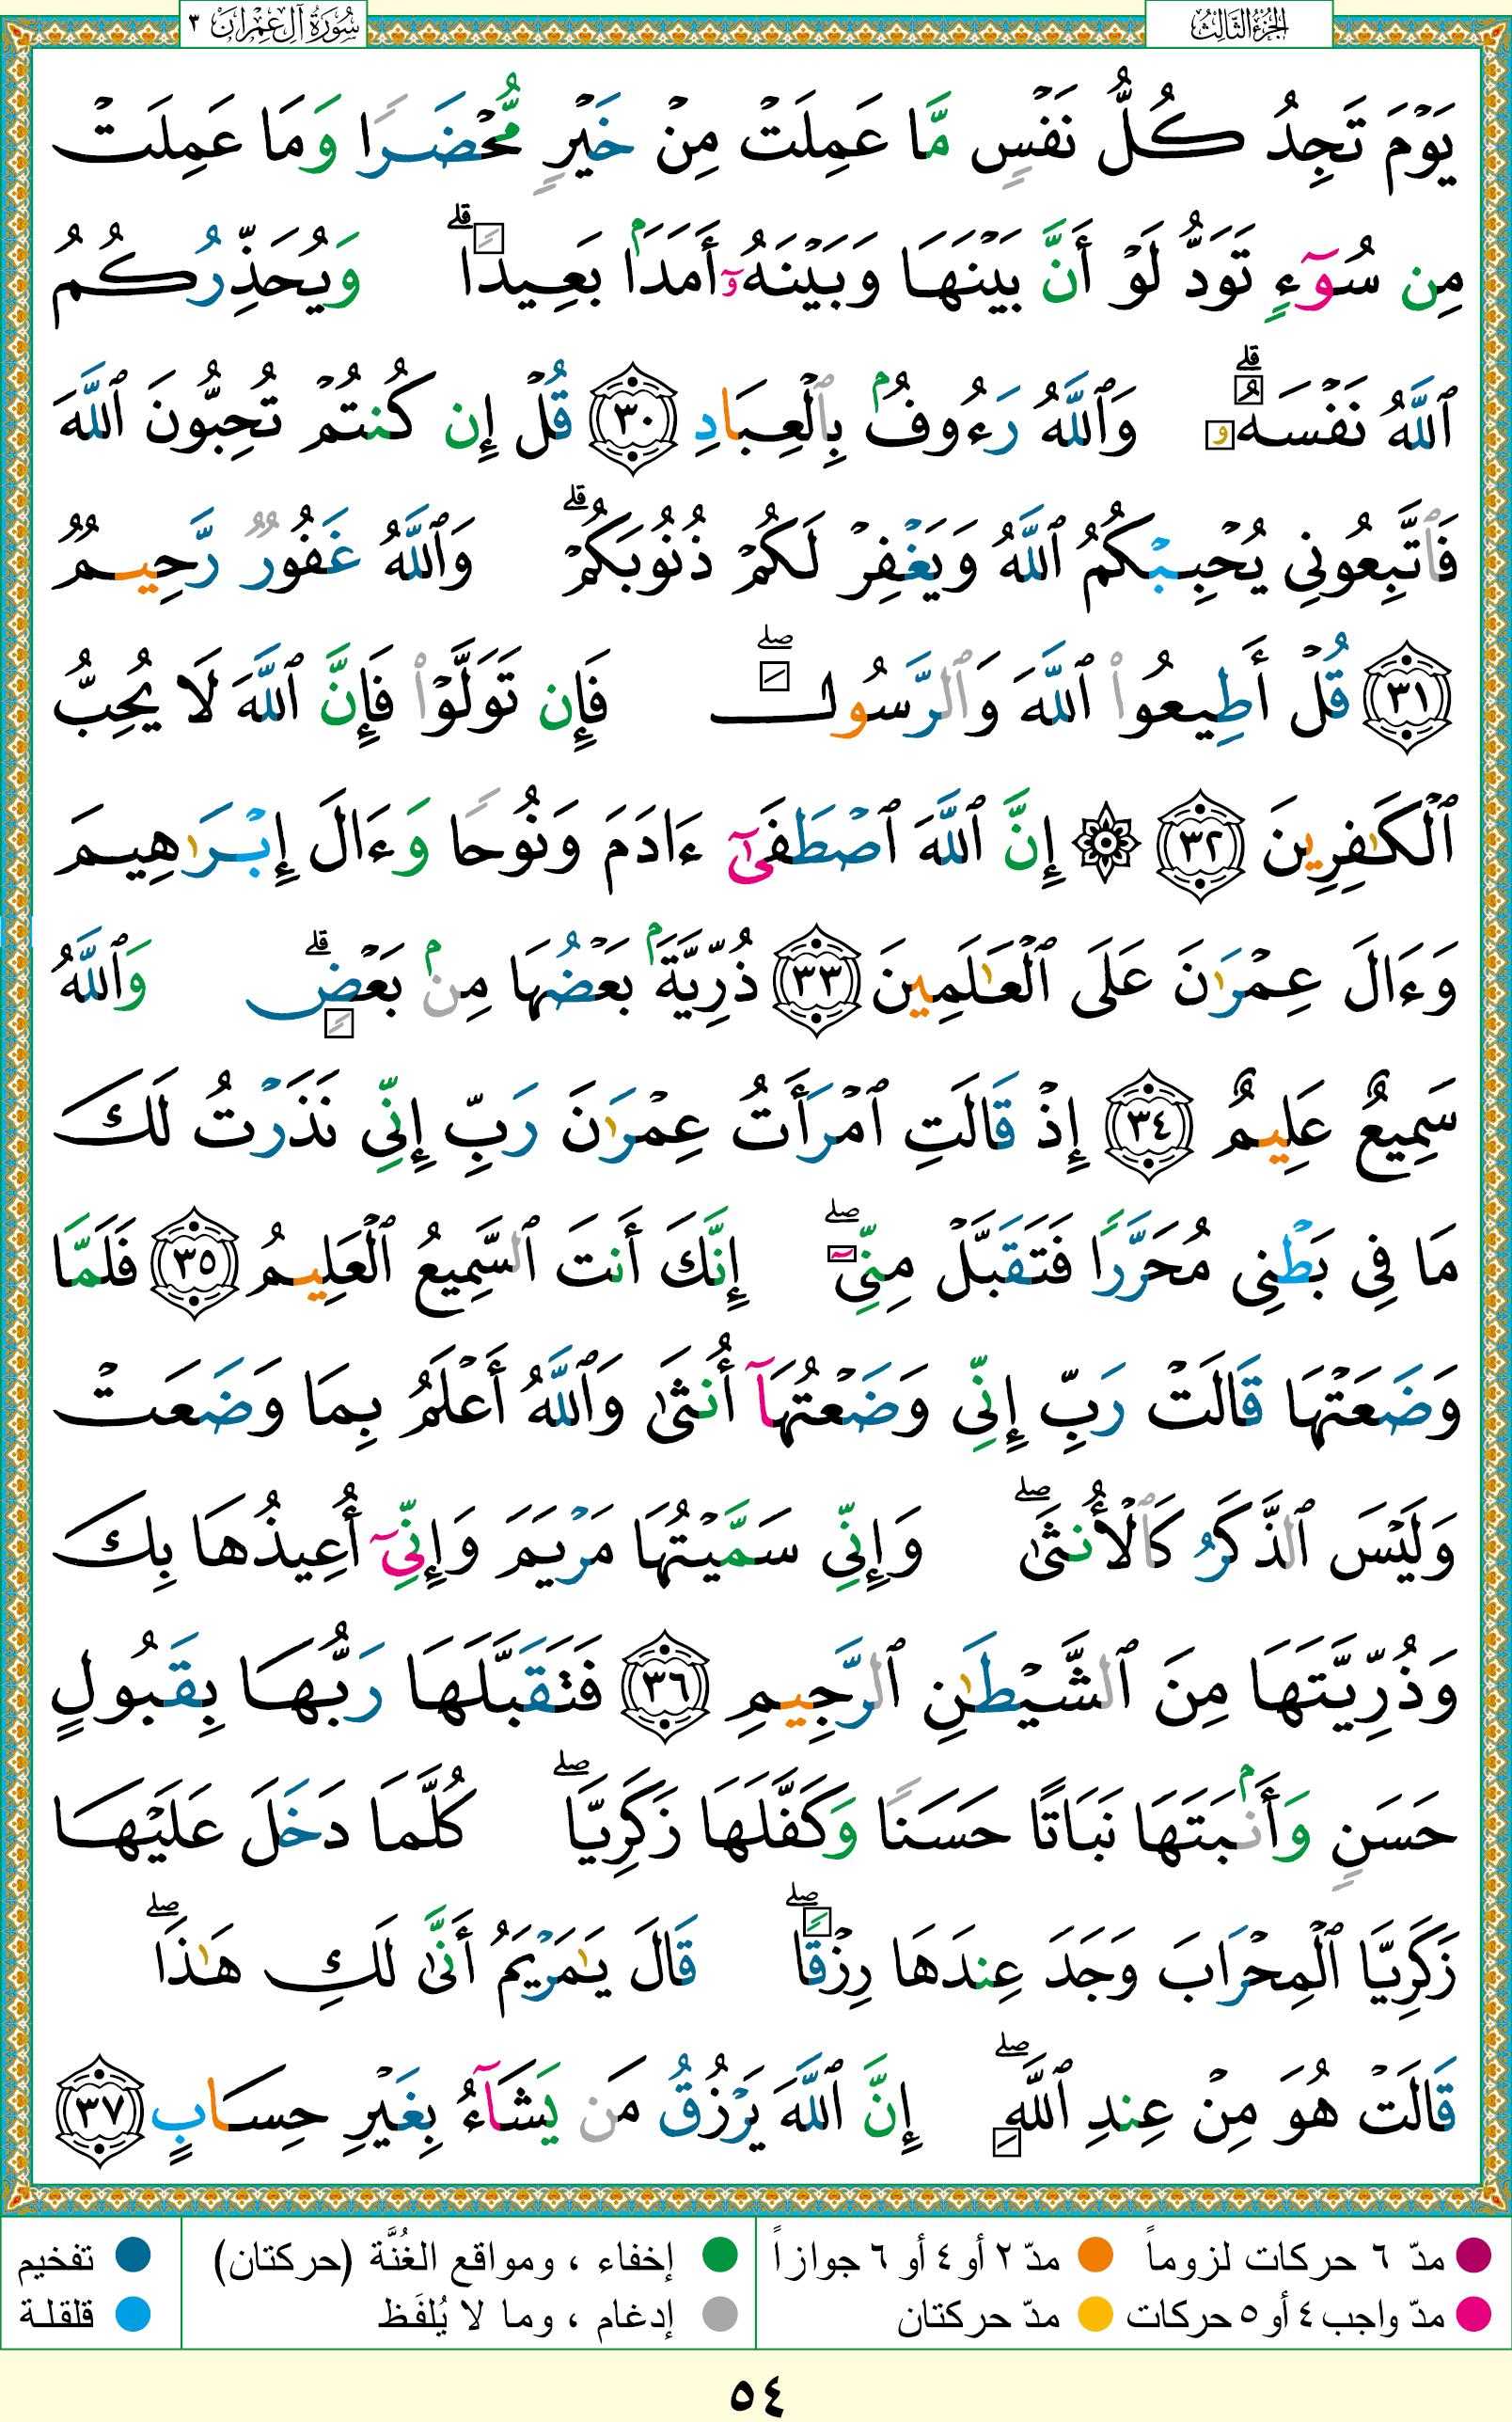 الجزء الثالث
سورة آل عمران ٣
يَوْمَ تَجِدُ كُلُّ نَفْسٍ مَّا عَمِلَتْ مِنْ خَيْرٍ مُّحْضَرًا وَمَا عَمِلَتْ
مِن سُوٓءٍ تَوَدُّ لَوْ أَنَّ بَيْنَهَا وَبَيْنَهُۥٓ أَمَدًۢا بَعِيدًا ۗ وَيُحَذِّرُكُمُ
ٱللَّهُ نَفْسَهُۥ ۗ وَٱللَّهُ رَءُوفٌۢ بِٱلْعِبَادِ ٣٠ قُلْ إِن كُنتُمْ تُحِبُّونَ ٱللَّهَ
فَٱتَّبِعُونِى يُحْبِبْكُمُ ٱللَّهُ وَيَغْفِرْ لَكُمْ ذُنُوبَكُمْ ۗ وَٱللَّهُ غَفُورٌ رَّحِيمٌ
٣١ قُلْ أَطِيعُوا۟ ٱللَّهَ وَٱلرَّسُولَ ۖ فَإِن تَوَلَّوْا۟ فَإِنَّ ٱللَّهَ لَا يُحِبُّ
ٱلْكَـٰفِرِينَ ٣٢ ۞ إِنَّ ٱللَّهَ ٱصْطَفَىٰٓ ءَادَمَ وَنُوحًا وَءَالَ إِبْرَٰهِيمَ
وَءَالَ عِمْرَٰنَ عَلَى ٱلْعَـٰلَمِينَ ٣٣ ذُرِّيَّةًۢ بَعْضُهَا مِنۢ بَعْضٍ ۗ وَٱللَّهُ
سَمِيعٌ عَلِيمٌ ٣٤ إِذْ قَالَتِ ٱمْرَأَتُ عِمْرَٰنَ رَبِّ إِنِّى نَذَرْتُ لَكَ
مَا فِى بَطْنِى مُحَرَّرًا فَتَقَبَّلْ مِنِّىٓ ۖ إِنَّكَ أَنتَ ٱلسَّمِيعُ ٱلْعَلِيمُ ٣٥ فَلَمَّا
وَضَعَتْهَا قَالَتْ رَبِّ إِنِّى وَضَعْتُهَآ أُنثَىٰ وَٱللَّهُ أَعْلَمُ بِمَا وَضَعَتْ
وَلَيْسَ ٱلذَّكَرُ كَٱلْأُنثَىٰ ۖ وَإِنِّى سَمَّيْتُهَا مَرْيَمَ وَإِنِّىٓ أُعِيذُهَا بِكَ
وَذُرِّيَّتَهَا مِنَ ٱلشَّيْطَـٰنِ ٱلرَّجِيمِ ٣٦ فَتَقَبَّلَهَا رَبُّهَا بِقَبُولٍ
حَسَنٍ وَأَنۢبَتَهَا نَبَاتًا حَسَنًا وَكَفَّلَهَا زَكَرِيَّا ۖ كُلَّمَا دَخَلَ عَلَيْهَا
زَكَرِيَّا ٱلْمِحْرَابَ وَجَدَ عِندَهَا رِزْقًا ۖ قَالَ يَـٰمَرْيَمُ أَنَّىٰ لَكِ هَـٰذَا ۖ
قَالَتْ هُوَ مِنْ عِندِ ٱللَّهِ ۖ إِنَّ ٱللَّهَ يَرْزُقُ مَن يَشَآءُ بِغَيْرِ حِسَابٍ ٣٧
مدّ ٦ حركات لزوماً مدّ ٢ أو ٤ أو ٦ جوازاً إخفاء ، ومواقع الغُنَّة (حركتان) تفخيم
مدّ واجب ٤ أو ٥ حركات مدّ حركتان إدغام ، وما لا يُلفَظ قلقلة
٥٤